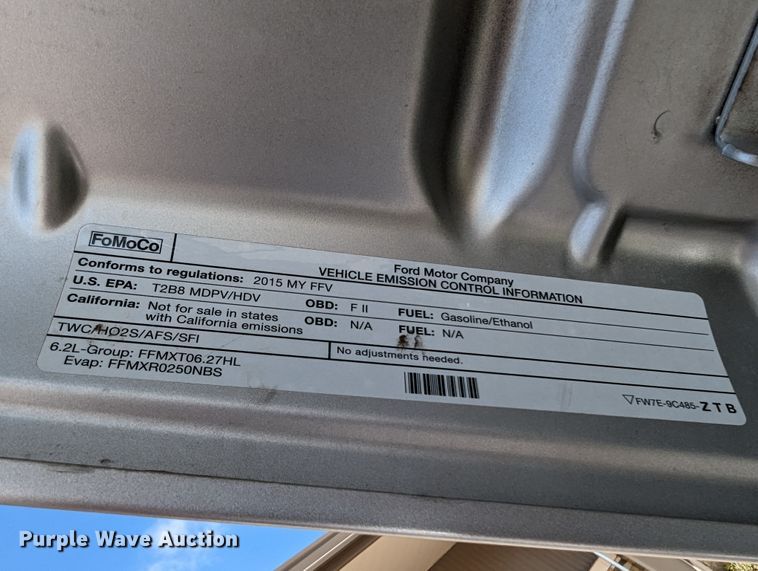 FoMoCo
Ford Motor Company
VEHICLE EMISSION CONTROL INFORMATION
Conforms to regulations: 2015 MY FFV
U.S. EPA: T2B8 MDPV/HDV OBD: F II FUEL: Gasoline/Ethanol
California: Not for sale in states
with California emissions OBD: N/A FUEL: N/A
TWC/HO2S/AFS/SFI
No adjustments needed.
6.2L-Group: FFMXT06.27HL
Evap: FFMXR0250NBS
FW7E-9C485-ZTB
Purple Wave Auction